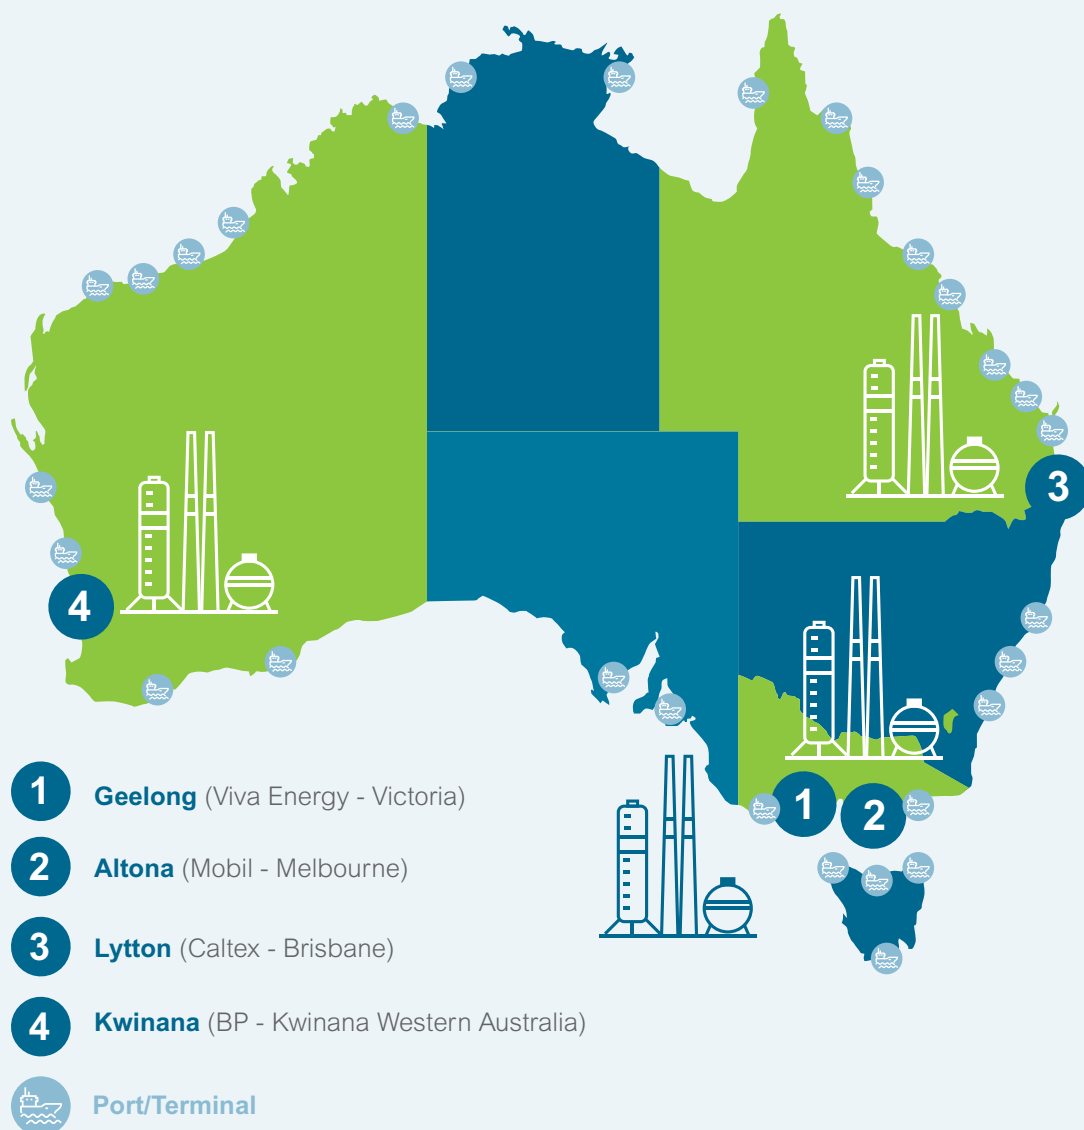 3
4
1
2
1 Geelong (Viva Energy - Victoria)
2 Altona (Mobil - Melbourne)
3 Lytton (Caltex - Brisbane)
4 Kwinana (BP - Kwinana Western Australia)
Port/Terminal